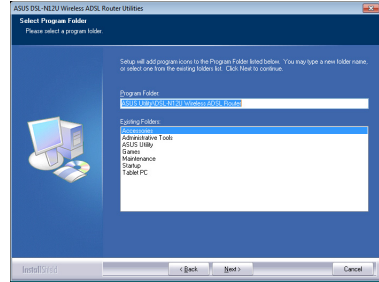 ASUS DSL-N12U Wireless ADSL Router Utilities
Select Program Folder
Please select a program folder.
Setup will add program icons to the Program Folder listed below. You may type a new folder name, or select one from the existing folders list. Click Next to continue.
Program Folder:
ASUS Utility\DSL-N12U Wireless ADSL Router
Existing Folders:
Accessories
Administrative Tools
ASUS Utility
Games
Maintenance
Startup
Tablet PC
InstallShield
< Back
Next >
Cancel